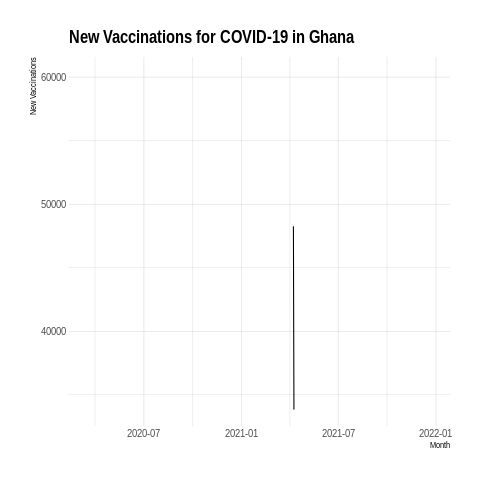 New Vaccinations for COVID-19 in Ghana
New Vaccinations
60000
50000
40000
2020-07
2021-01
2021-07
2022-01
Month